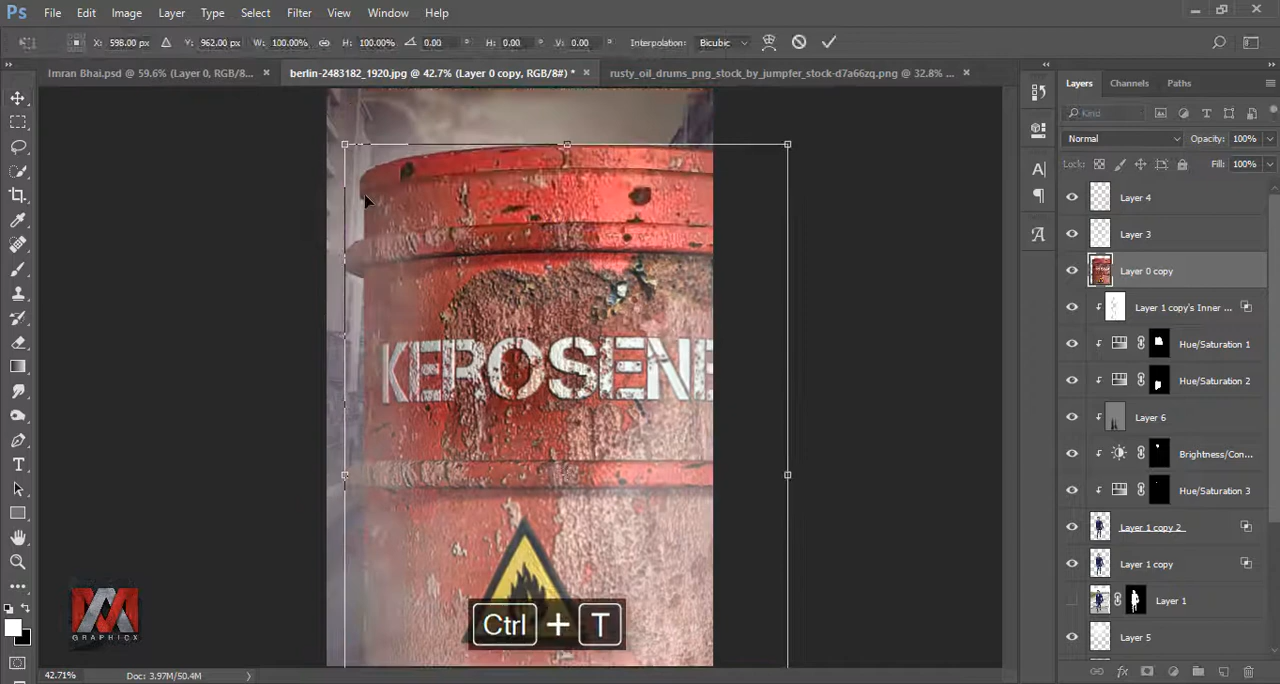 Ps File Edit Image Layer Type Select Filter 3D View Window Help
X: 598.00 px Y: 962.00 px W: 100.00% H: 100.00% 0.00 ° H: 0.00 ° V: 0.00 ° Interpolation: Bicubic
Imran Bhai.psd @ 59.6% (Layer 0, RGB/8... × berlin-2483182_1920.jpg @ 42.7% (Layer 0 copy, RGB/8#) * × rusty_oil_drums_png_stock_by_jumpfer_stock-d7a66zq.png @ 32.8% ... ×
Layers Channels Paths
Kind
Normal Opacity: 100%
Lock: Fill: 100%
Layer 4
Layer 3
Layer 0 copy
Layer 1 copy's Inner ...
Hue/Saturation 1
Hue/Saturation 2
Layer 6
Brightness/Con...
Hue/Saturation 3
Layer 1 copy 2
Layer 1 copy
Layer 1
Layer 5
KEROSEN
Ctrl + T
GRAPHICX
42.71% Doc: 3.97M/50.4M